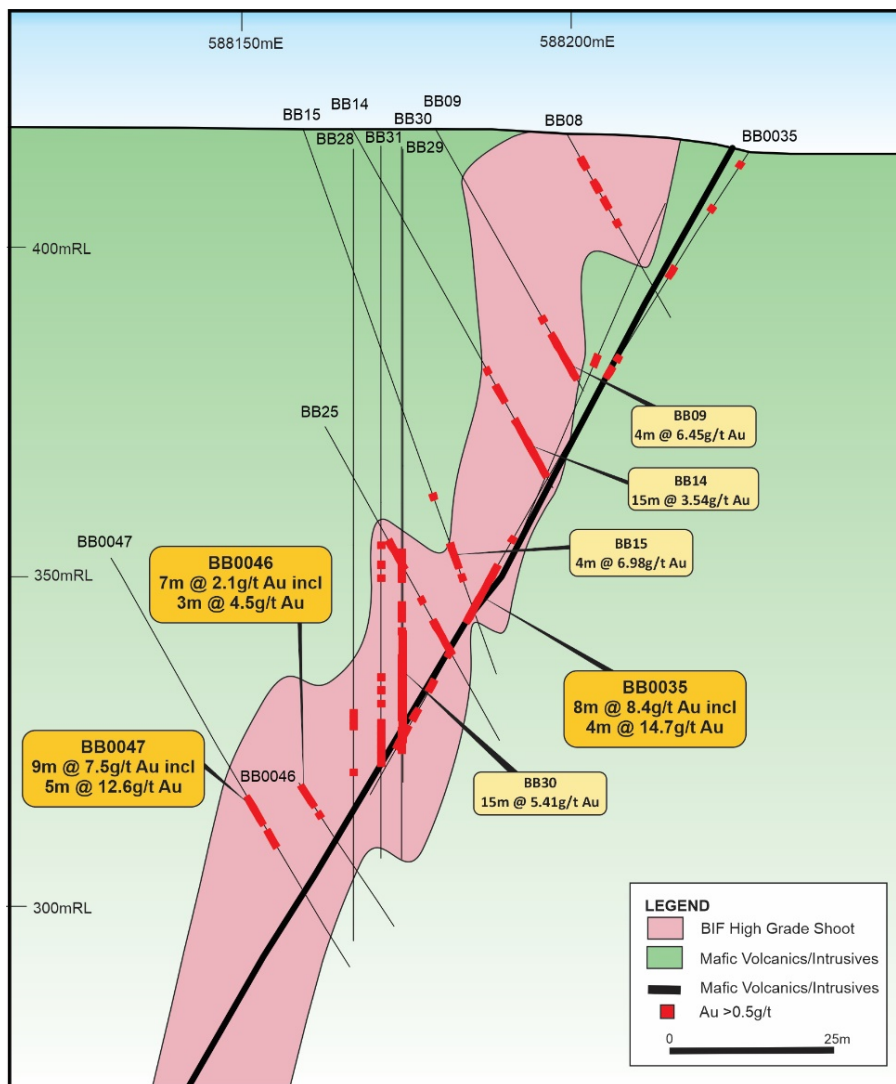 588150mE
588200mE
BB15
BB14
BB09
BB30
BB08
BB0035
BB28
BB31
BB29
400mRL
BB25
BB09
4m @ 6.45g/t Au
BB14
15m @ 3.54g/t Au
BB0047
BB15
4m @ 6.98g/t Au
BB0046
7m @ 2.1g/t Au incl
3m @ 4.5g/t Au
350mRL
BB0035
8m @ 8.4g/t Au incl
4m @ 14.7g/t Au
BB0047
9m @ 7.5g/t Au incl
5m @ 12.6g/t Au
BB0046
BB30
15m @ 5.41g/t Au
300mRL
LEGEND
BIF High Grade Shoot
Mafic Volcanics/Intrusives
Mafic Volcanics/Intrusives
Au >0.5g/t
0
25m